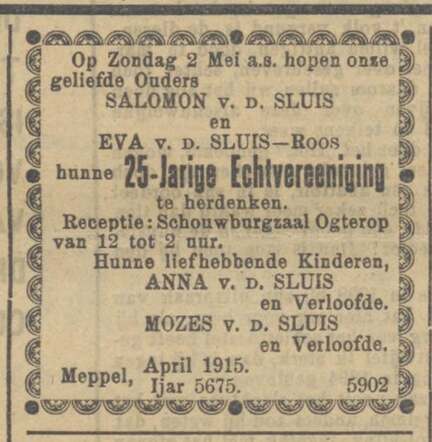 Op Zondag 2 Mei a.s. hopen onze
geliefde Ouders
SALOMON v. D. SLUIS
en
EVA v. D. SLUIS—ROOS
hunne 25-Jarige Echtvereeniging
te herdenken.
Receptie: Schouwburgzaal Ogterop
van 12 tot 2 uur.
Hunne liefhebbende Kinderen,
ANNA v. D. SLUIS
en Verloofde.
MOZES v. D. SLUIS
en Verloofde.
Meppel, April 1915.
Ijar 5675. 5902